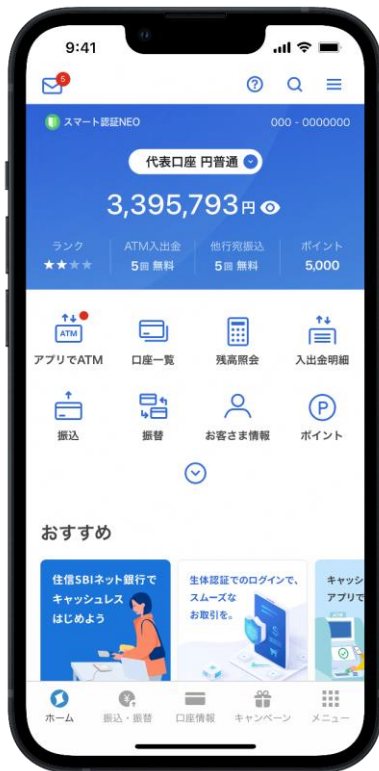 9:41
5
スマート認証NEO
000 - 0000000
代表口座 円普通
3,395,793円
ランク
ATM入出金
他行宛振込
ポイント
★★★★
5回 無料
5回 無料
5,000
ATM
アプリでATM
口座一覧
残高照会
入出金明細
振込
振替
お客さま情報
P
ポイント
おすすめ
住信SBIネット銀行で
キャッシュレス
はじめよう
生体認証でのログインで、
スムーズな
お取引を。
キャッシ
アプリで
ホーム
振込・振替
口座情報
キャンペーン
メニュー